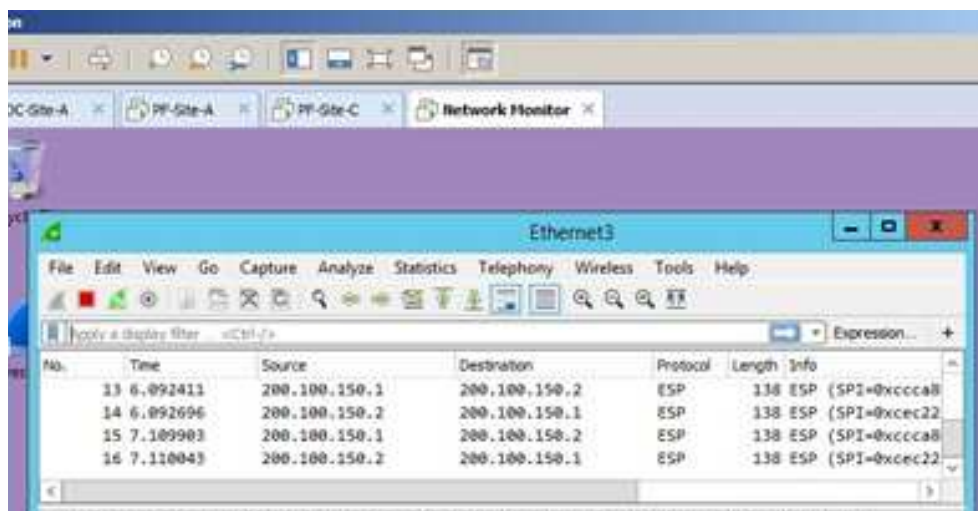 on
DC-Site-A PF-Site-A PF-Site-C Network Monitor
Ethernet3
File Edit View Go Capture Analyze Statistics Telephony Wireless Tools Help
Apply a display filter ... <Ctrl-/> Expression... +
No. Time Source Destination Protocol Length Info
13 6.092411 200.100.150.1 200.100.150.2 ESP 138 ESP (SPI=0xccca8
14 6.092696 200.100.150.2 200.100.150.1 ESP 138 ESP (SPI=0xcec22
15 7.109903 200.100.150.1 200.100.150.2 ESP 138 ESP (SPI=0xccca8
16 7.110043 200.100.150.2 200.100.150.1 ESP 138 ESP (SPI=0xcec22